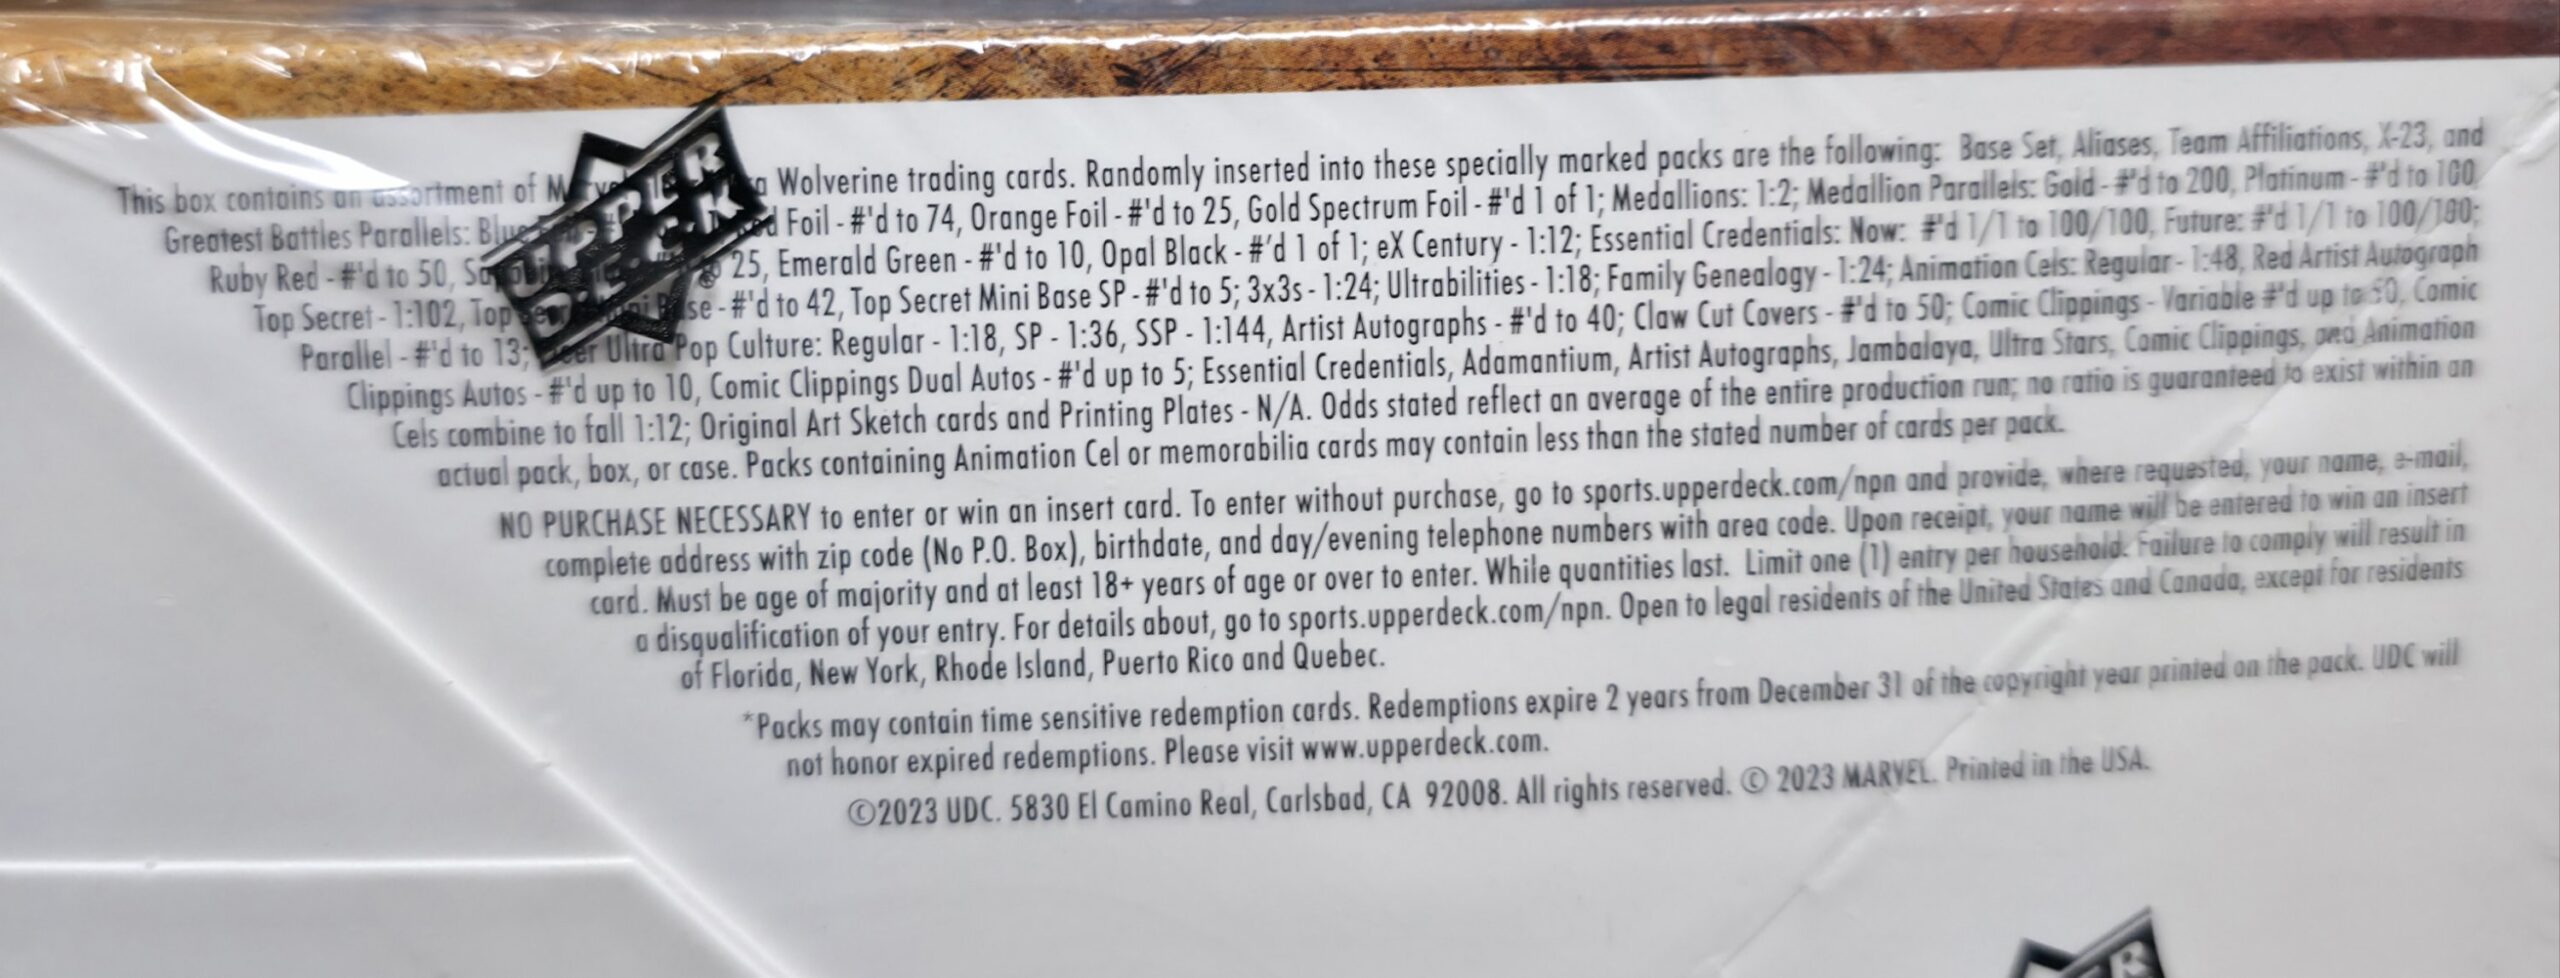 This box contains an assortment of Wolverine trading cards. Randomly inserted into these specially marked packs are the following: Base Set, Aliases, Team Affiliations, X-23, and
Greatest Battles Parallels: Blue Foil - #'d to 74, Orange Foil - #'d to 25, Gold Spectrum Foil - #'d 1 of 1; Medallions: 1:2; Medallion Parallels: Gold - #'d to 200, Platinum - #'d to 100,
Ruby Red - #'d to 50, 25, Emerald Green - #'d to 10, Opal Black - #'d 1 of 1; eX Century - 1:12; Essential Credentials: Now: #'d 1/1 to 100/100, Future: #'d 1/1 to 100/100;
Top Secret - 1:102, Top - #'d to 42, Top Secret Mini Base SP - #'d to 5; 3x3s - 1:24; Ultrabilities - 1:18; Family Genealogy - 1:24; Animation Cels: Regular - 1:48, Red Artist Autograph
Parallel - #'d to 13; Ultra Pop Culture: Regular - 1:18, SP - 1:36, SSP - 1:144, Artist Autographs - #'d to 40; Claw Cut Covers - #'d to 50; Comic Clippings - Variable #'d up to 50, Comic
Clippings Autos - #'d up to 10, Comic Clippings Dual Autos - #'d up to 5; Essential Credentials, Adamantium, Artist Autographs, Jambalaya, Ultra Stars, Comic Clippings, and Animation
Cels combine to fall 1:12; Original Art Sketch cards and Printing Plates - N/A. Odds stated reflect an average of the entire production run; no ratio is guaranteed to exist within an
actual pack, box, or case. Packs containing Animation Cel or memorabilia cards may contain less than the stated number of cards per pack.
NO PURCHASE NECESSARY to enter or win an insert card. To enter without purchase, go to sports.upperdeck.com/npn and provide, where requested, your name, e-mail,
complete address with zip code (No P.O. Box), birthdate, and day/evening telephone numbers with area code. Upon receipt, your name will be entered to win an insert
card. Must be age of majority and at least 18+ years of age or over to enter. While quantities last. Limit one (1) entry per household. Failure to comply will result in
a disqualification of your entry. For details about, go to sports.upperdeck.com/npn. Open to legal residents of the United States and Canada, except for residents
of Florida, New York, Rhode Island, Puerto Rico and Quebec.
*Packs may contain time sensitive redemption cards. Redemptions expire 2 years from December 31 of the copyright year printed on the pack. UDC will
not honor expired redemptions. Please visit www.upperdeck.com.
©2023 UDC. 5830 El Camino Real, Carlsbad, CA 92008. All rights reserved. © 2023 MARVEL. Printed in the USA.
UPPER
DECK